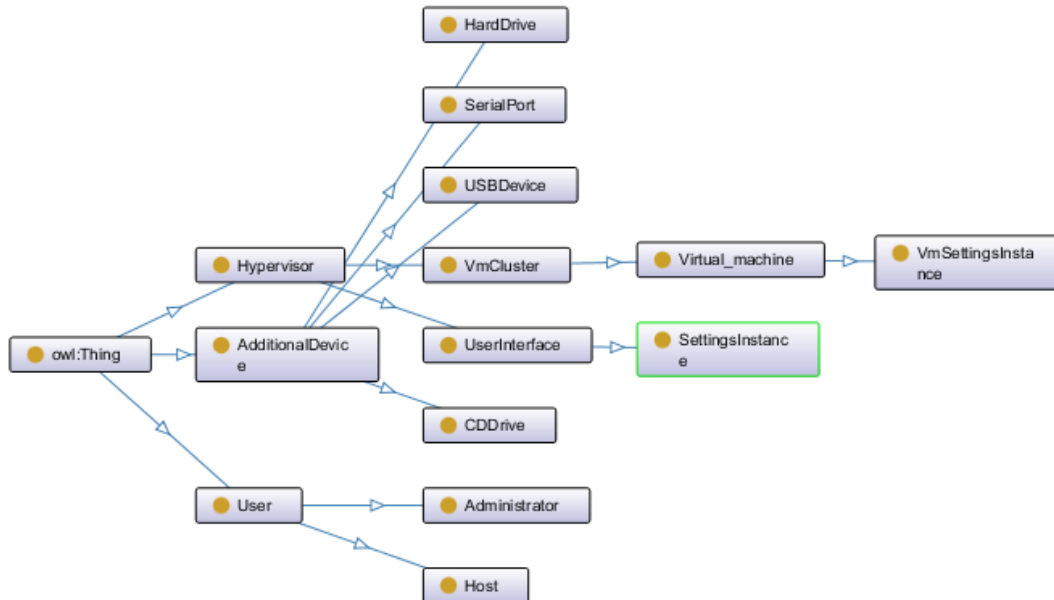 HardDrive
SerialPort
USBDevice
Hypervisor
VmCluster
Virtual_machine
VmSettingsInsta
nce
owl:Thing
AdditionalDevic
e
UserInterface
SettingsInstanc
e
CDDrive
User
Administrator
Host